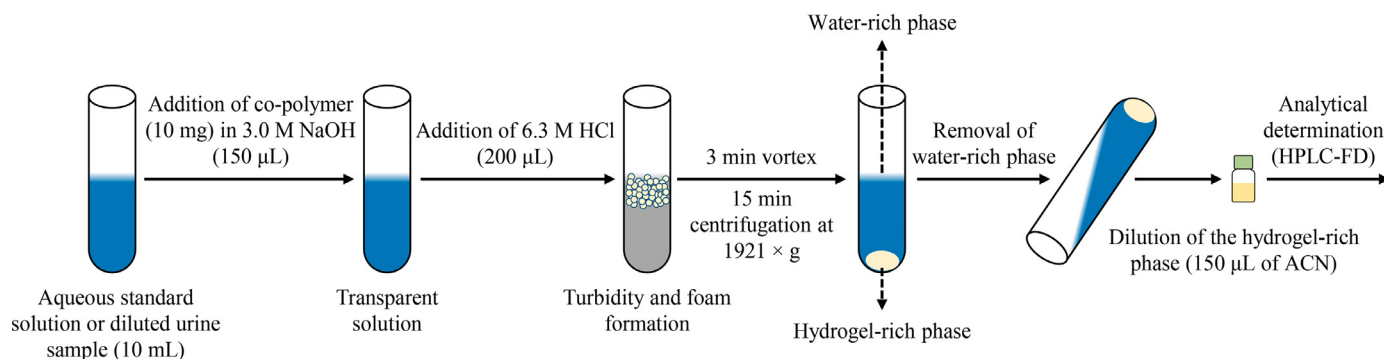 Aqueous standard
solution or diluted urine
sample (10 mL)
Addition of co-polymer
(10 mg) in 3.0 M NaOH
(150 μL)
Transparent
solution
Addition of 6.3 M HCl
(200 μL)
Turbidity and foam
formation
3 min vortex
15 min
centrifugation at
1921 × g
Water-rich phase
Hydrogel-rich phase
Removal of
water-rich phase
Dilution of the hydrogel-rich
phase (150 μL of ACN)
Analytical
determination
(HPLC-FD)